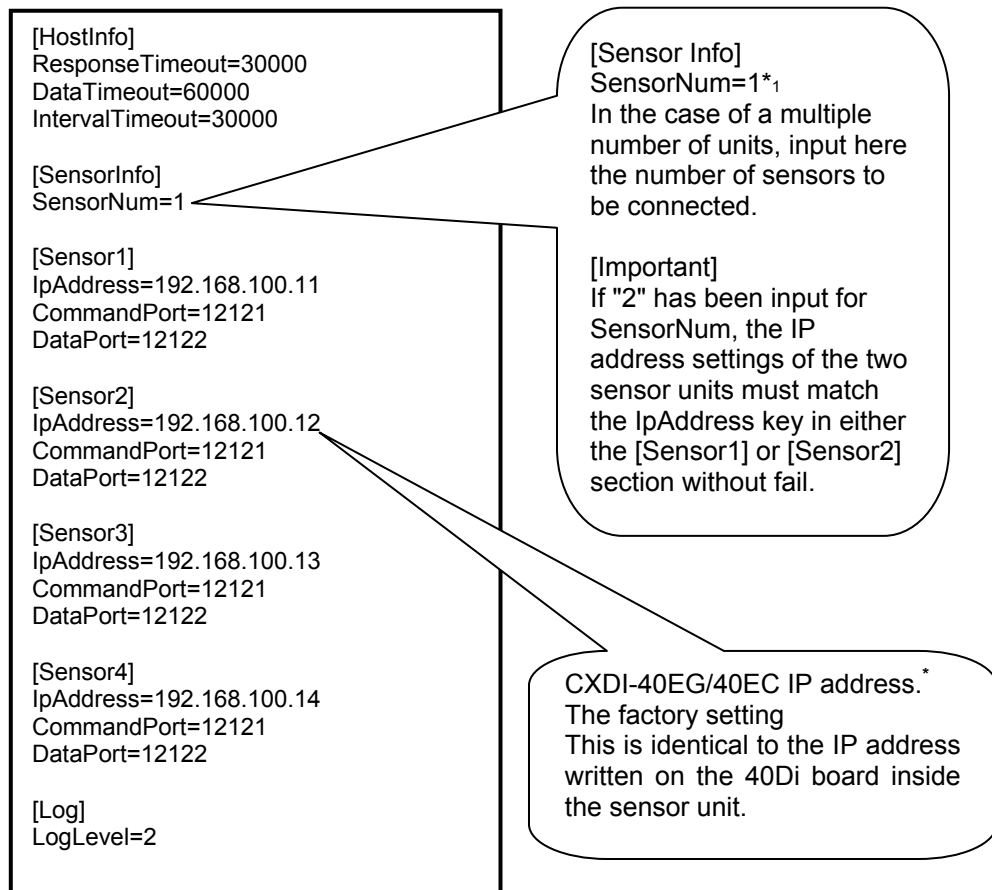 [HostInfo]
ResponseTimeout=30000
DataTimeout=60000
IntervalTimeout=30000
[SensorInfo]
SensorNum=1
[Sensor1]
IpAddress=192.168.100.11
CommandPort=12121
DataPort=12122
[Sensor2]
IpAddress=192.168.100.12
CommandPort=12121
DataPort=12122
[Sensor3]
IpAddress=192.168.100.13
CommandPort=12121
DataPort=12122
[Sensor4]
IpAddress=192.168.100.14
CommandPort=12121
DataPort=12122
[Log]
LogLevel=2
[Sensor Info]
SensorNum=1*1
In the case of a multiple
number of units, input here
the number of sensors to
be connected.
[Important]
If "2" has been input for
SensorNum, the IP
address settings of the two
sensor units must match
the IpAddress key in either
the [Sensor1] or [Sensor2]
section without fail.
CXDI-40EG/40EC IP address.*
The factory setting
This is identical to the IP address
written on the 40Di board inside
the sensor unit.